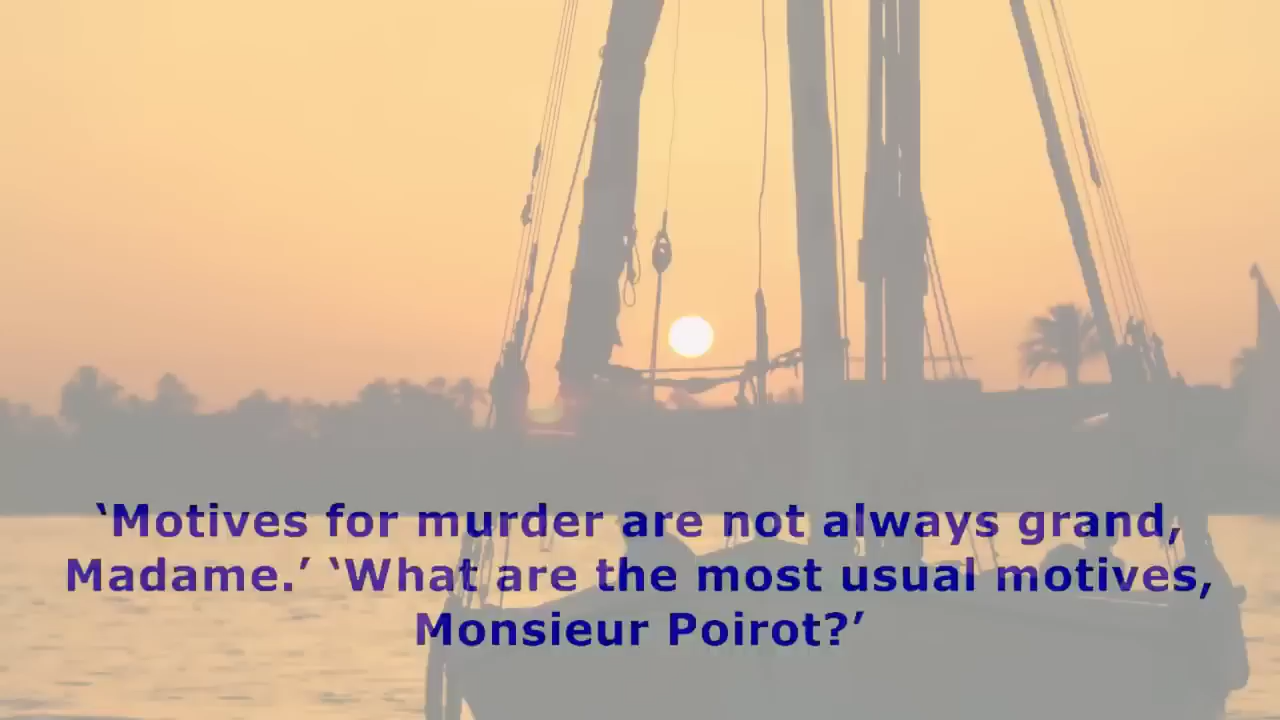 ‘Motives for murder are not always grand,
Madame.’ ‘What are the most usual motives,
Monsieur Poirot?’